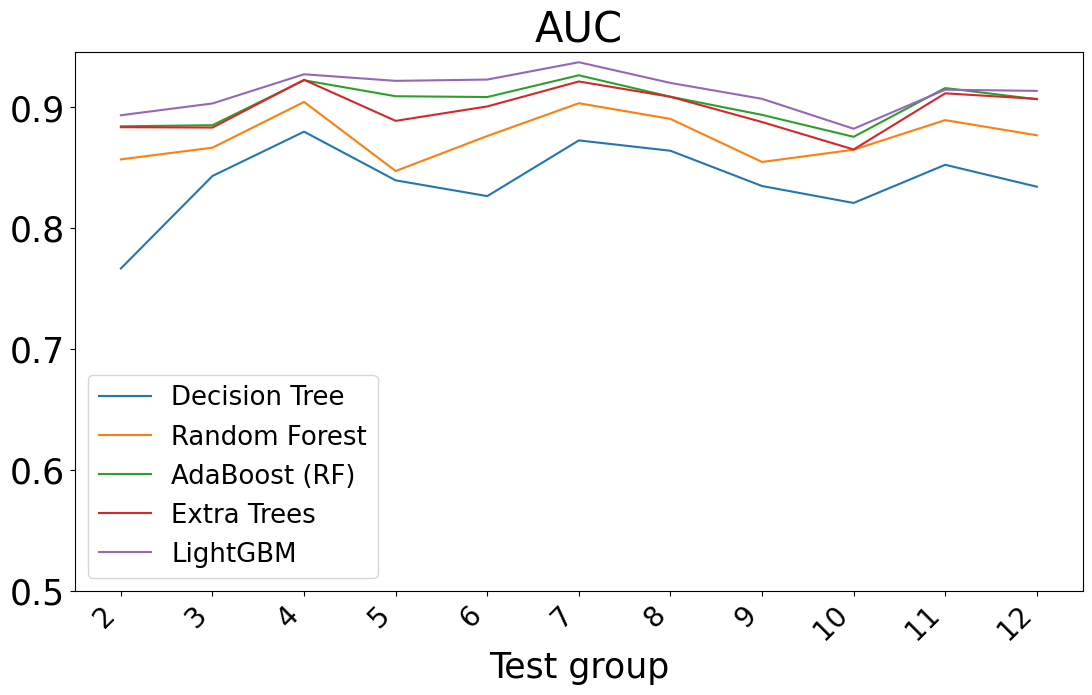 AUC
0.9
0.8
0.7
0.6
0.5
Decision Tree
Random Forest
AdaBoost (RF)
Extra Trees
LightGBM
2 3 4 5 6 7 8 9 10 11 12
Test group